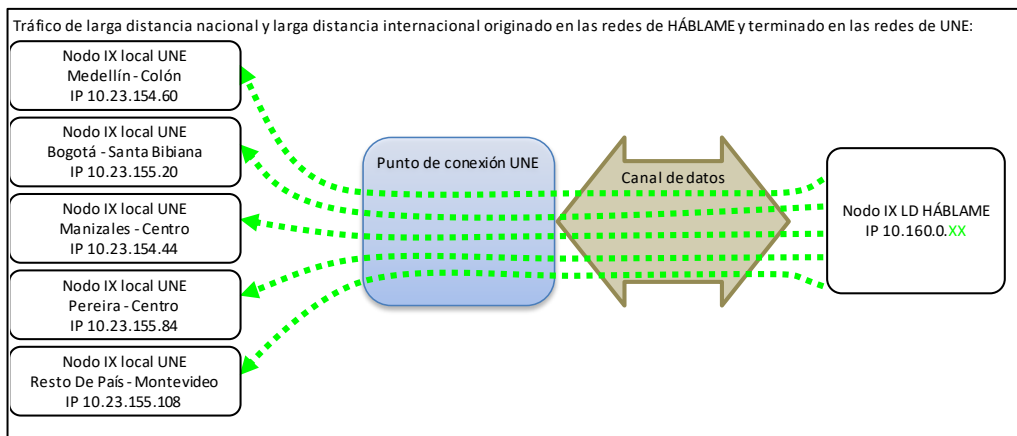 Tráfico de larga distancia nacional y larga distancia internacional originado en las redes de HÁBLAME y terminado en las redes de UNE:
Nodo IX local UNE
Medellín - Colón
IP 10.23.154.60
Nodo IX local UNE
Bogotá - Santa Bibiana
IP 10.23.155.20
Nodo IX local UNE
Manizales - Centro
IP 10.23.154.44
Nodo IX local UNE
Pereira - Centro
IP 10.23.155.84
Nodo IX local UNE
Resto De País - Montevideo
IP 10.23.155.108
Punto de conexión UNE
Canal de datos
Nodo IX LD HÁBLAME
IP 10.160.0.XX